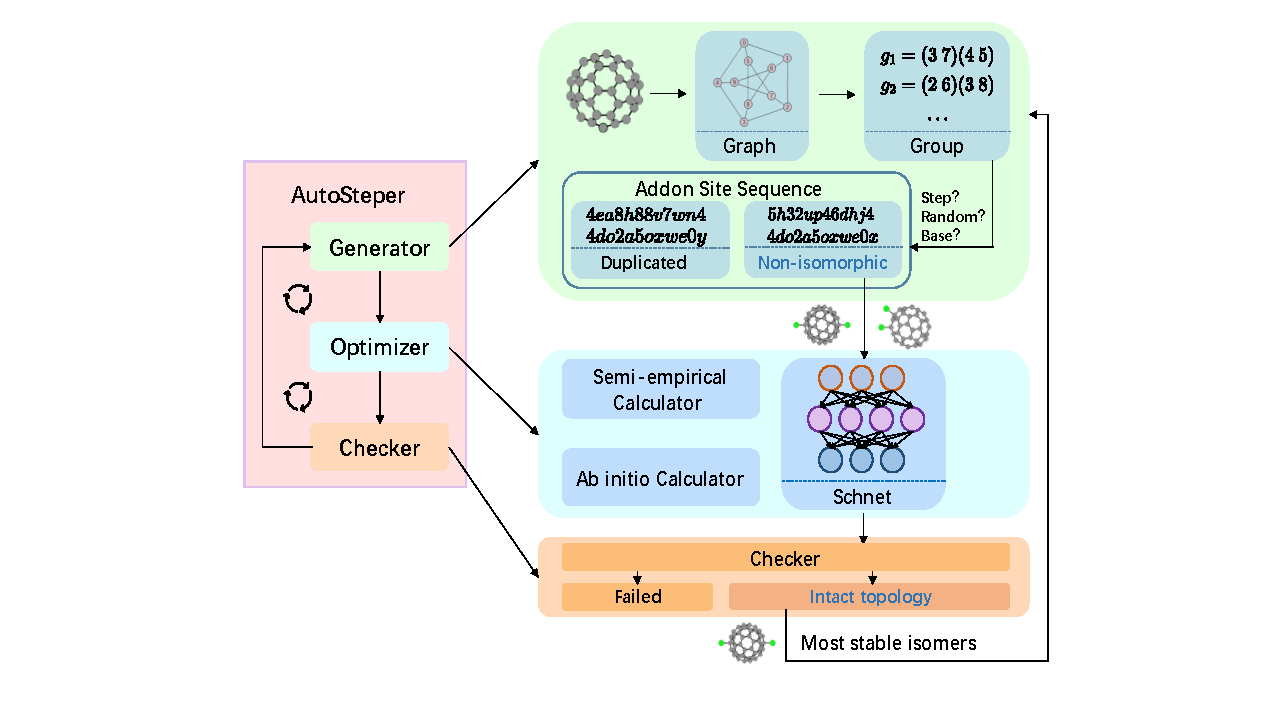 AutoSteper
Generator
Optimizer
Checker
Graph
g₁ = (3 7)(4 5)
g₂ = (2 6)(3 8)
...
Group
Step?
Random?
Base?
Addon Site Sequence
4ea8h88v7wn4
4do2a5oxwe0y
Duplicated
5h32up46dhj4
4do2a5oxwe0x
Non-isomorphic
Semi-empirical
Calculator
Ab initio Calculator
Schnet
Checker
Failed
Intact topology
Most stable isomers